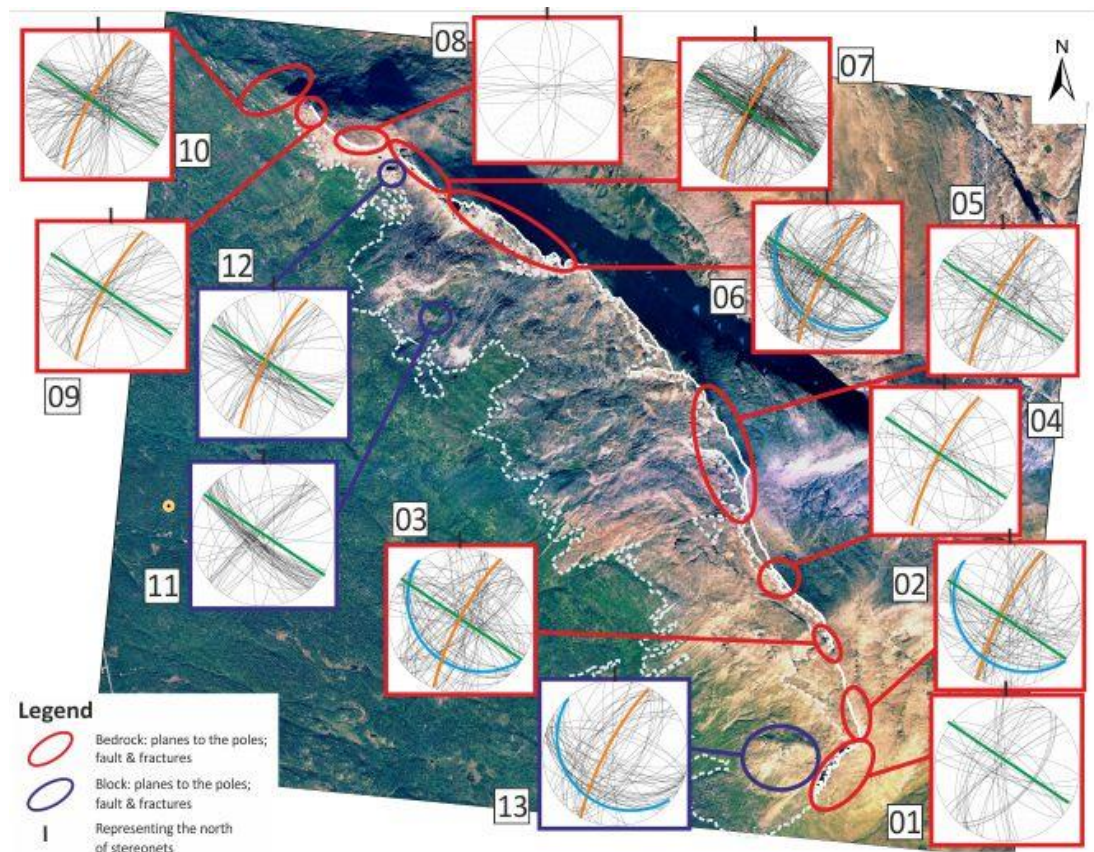 08
N
07
10
05
12
06
09
04
03
11
02
Legend
Bedrock: planes to the poles;
fault & fractures
Block: planes to the poles;
fault & fractures
Representing the north
of stereonets
13
01